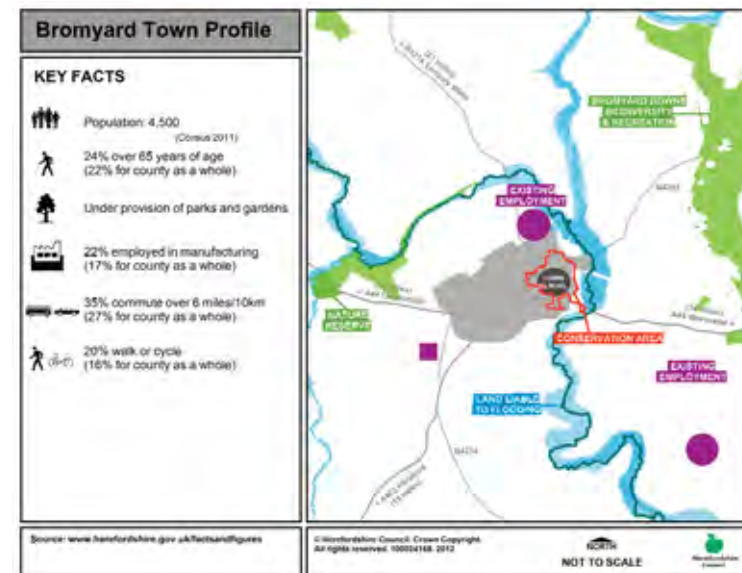 Bromyard Town Profile
KEY FACTS
Population: 4,500
(Census 2011)
24% over 65 years of age
(22% for county as a whole)
Under provision of parks and gardens
22% employed in manufacturing
(17% for county as a whole)
35% commute over 6 miles/10km
(27% for county as a whole)
20% walk or cycle
(16% for county as a whole)
Source: www.herefordshire.gov.uk/factsandfigures
BROMYARD DOWNS
BIODIVERSITY
& RECREATION
EXISTING
EMPLOYMENT
NATURE
RESERVE
CONSERVATION AREA
EXISTING
EMPLOYMENT
LAND LIABLE
TO FLOODING
© Herefordshire Council. Crown Copyright.
All rights reserved. 100024168. 2012
NORTH
NOT TO SCALE
Herefordshire
Council